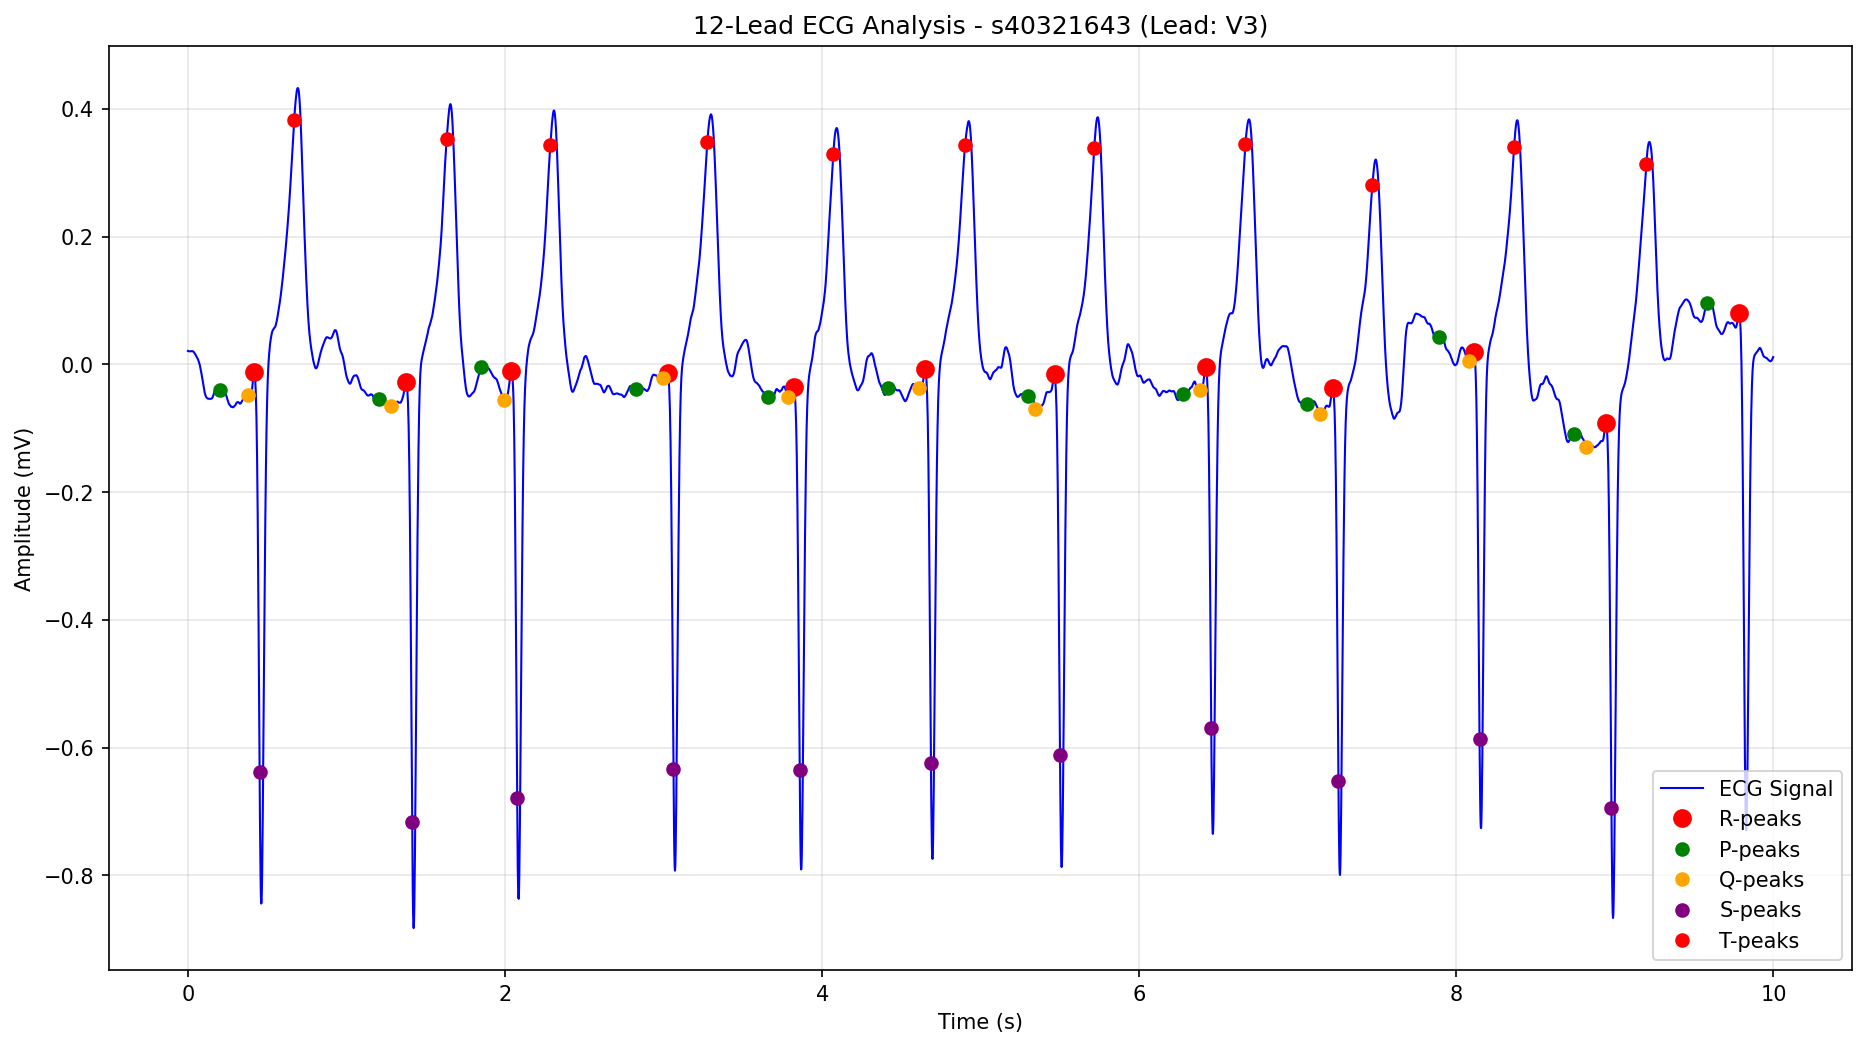 12-Lead ECG Analysis - s40321643 (Lead: V3)
Amplitude (mV)
0.4
0.2
0.0
−0.2
−0.4
−0.6
−0.8
0 2 4 6 8 10
Time (s)
ECG Signal
R-peaks
P-peaks
Q-peaks
S-peaks
T-peaks